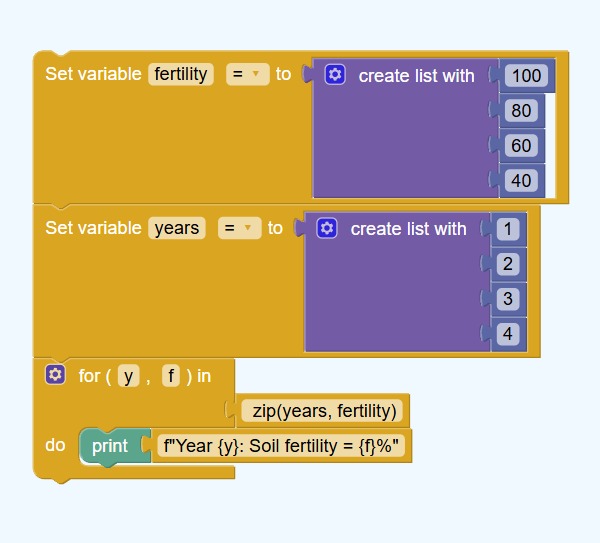 Set variable fertility = ▾ to create list with 100
80
60
40
Set variable years = ▾ to create list with 1
2
3
4
for ( y , f ) in
zip(years, fertility)
do print f"Year {y}: Soil fertility = {f}%"